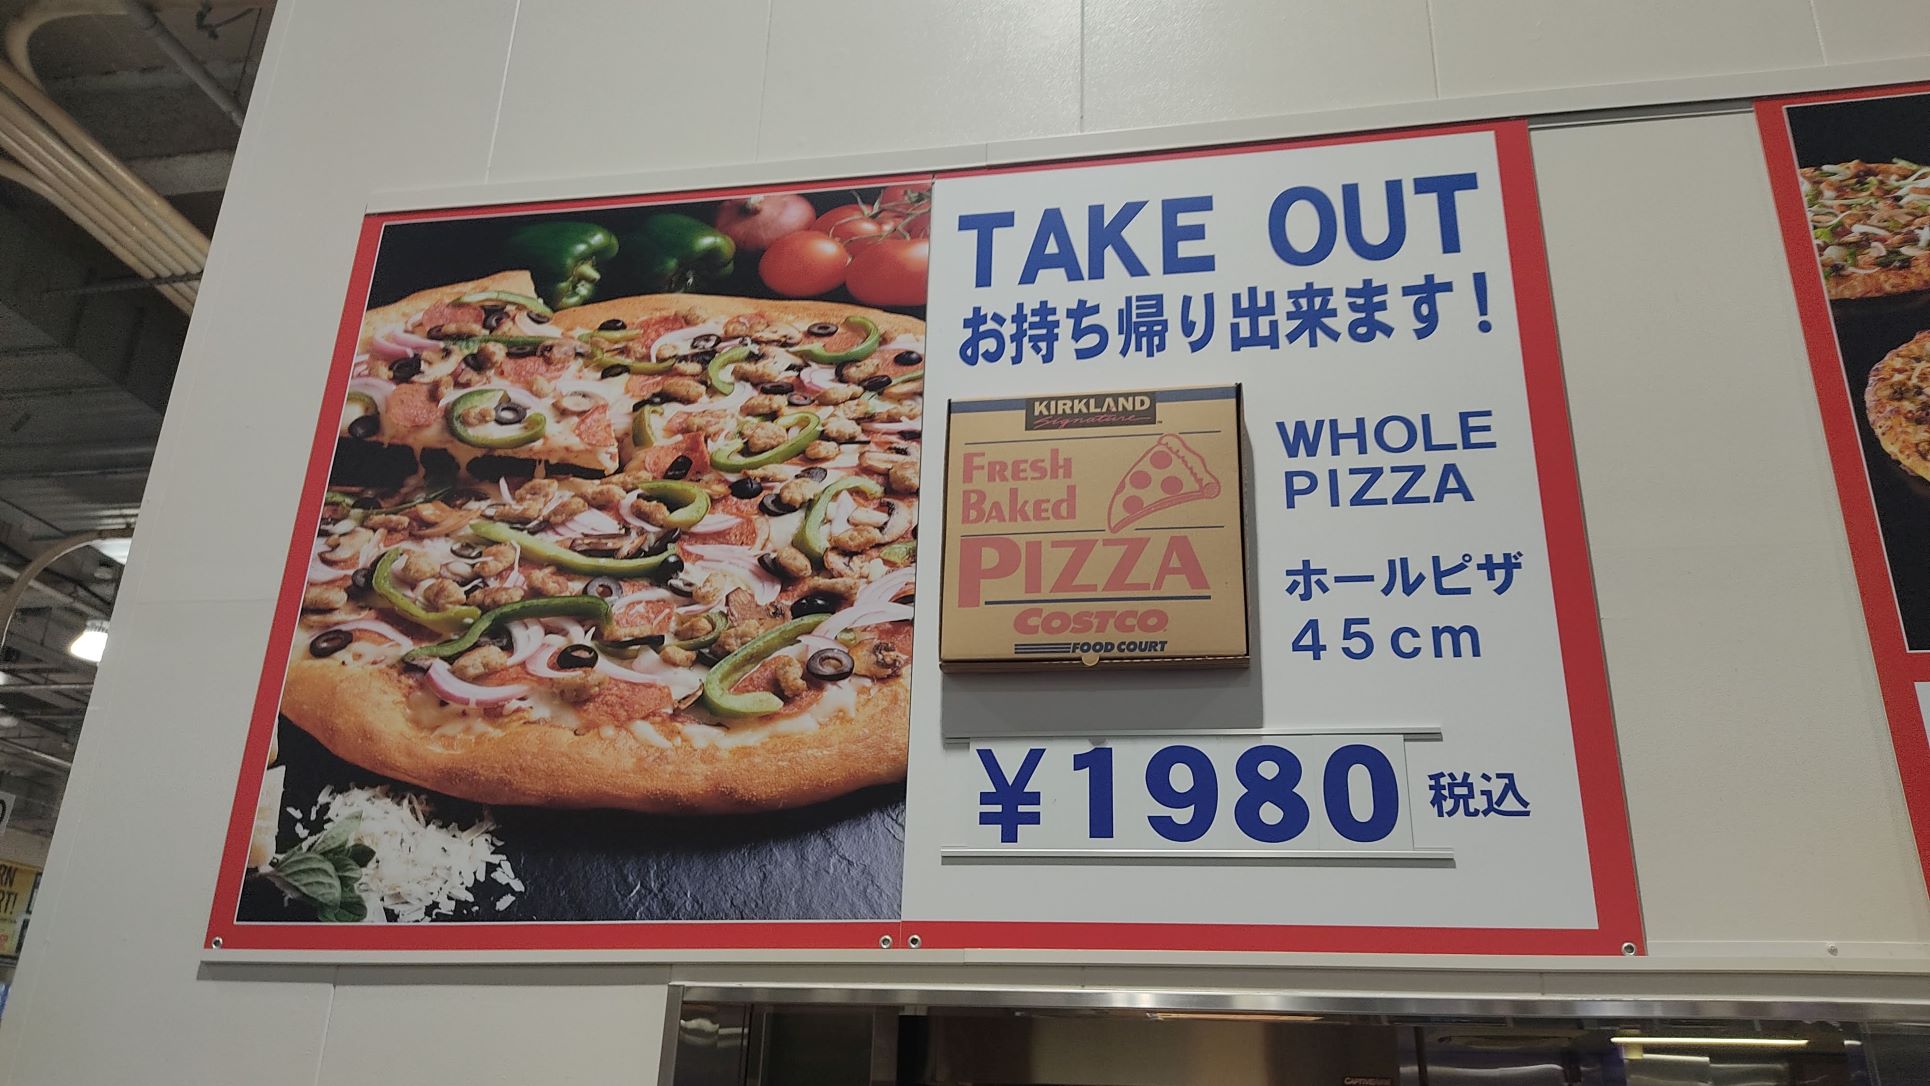 TAKE OUT
お持ち帰り出来ます!
KIRKLAND
Signature
FRESH
BAKED
PIZZA
COSTCO
FOOD COURT
WHOLE
PIZZA
ホールピザ
45cm
¥1980 税込